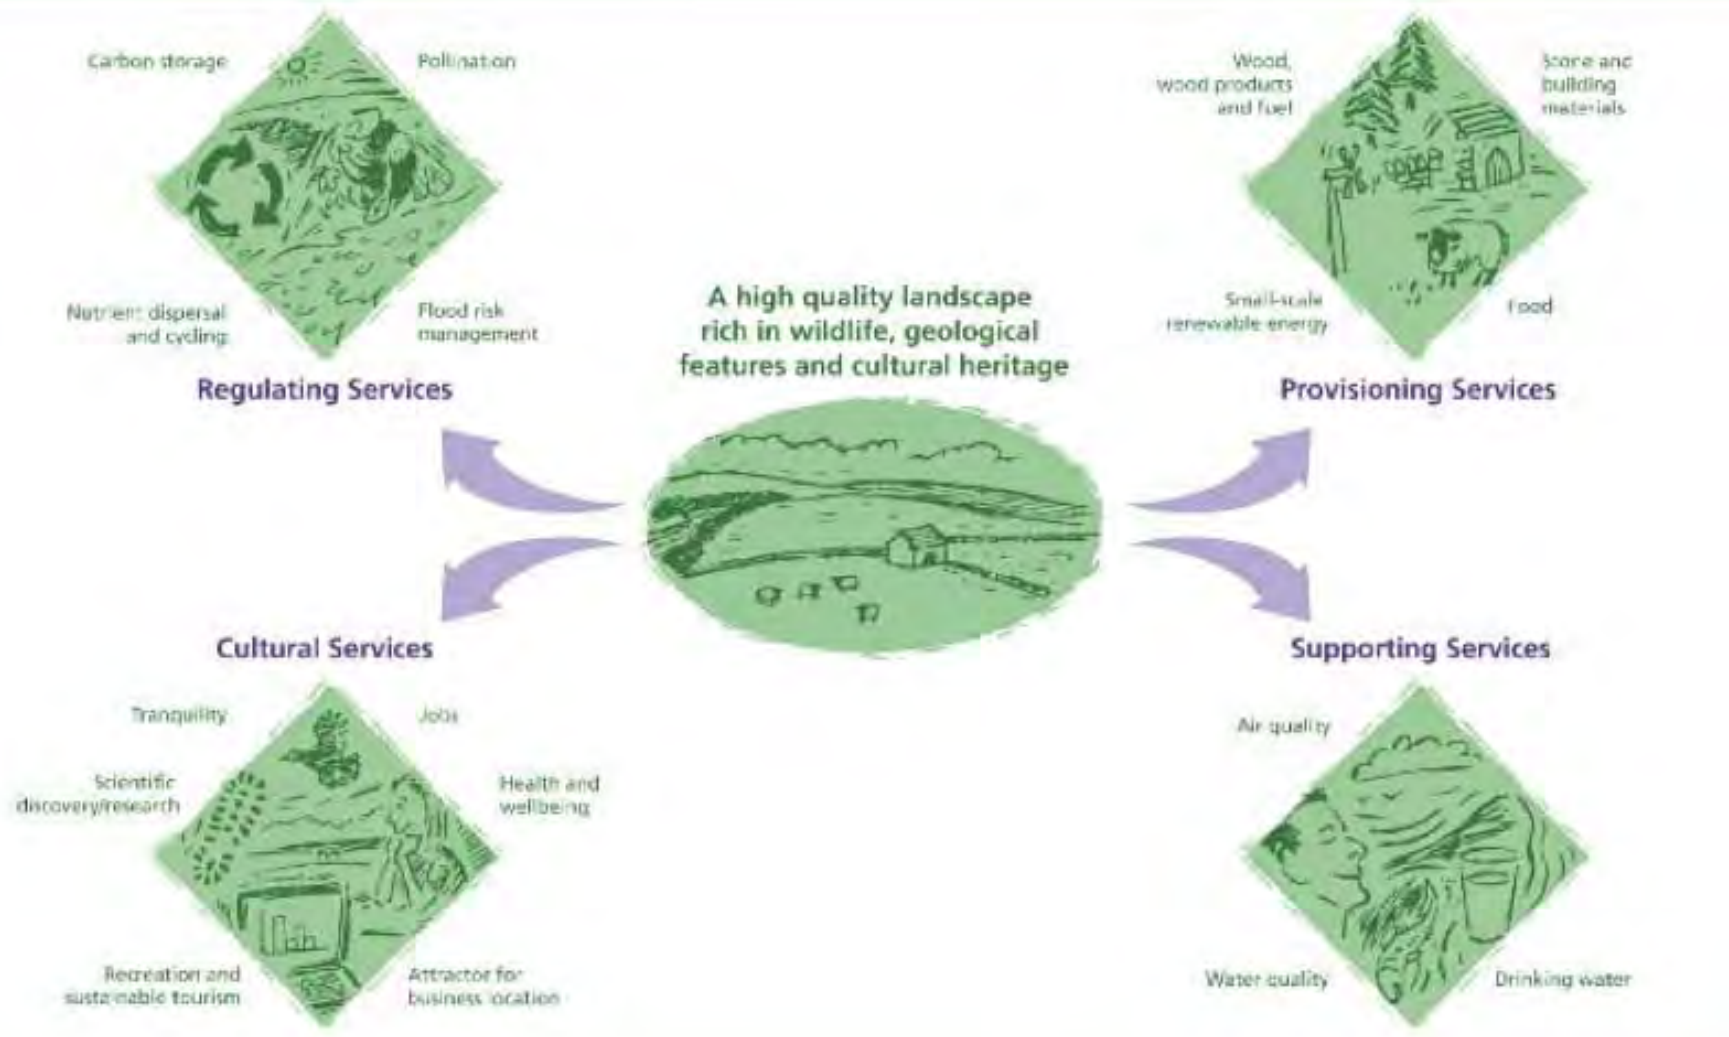 Carbon storage
Pollination
Nutrient dispersal
and cycling
Flood risk
management
Regulating Services
Wood,
wood products
and fuel
Stone and
building
materials
Small-scale
renewable energy
Food
Provisioning Services
A high quality landscape
rich in wildlife, geological
features and cultural heritage
Cultural Services
Tranquility
Jobs
Scientific
discovery/research
Health and
wellbeing
Recreation and
sustainable tourism
Attractor for
business location
Supporting Services
Air quality
Water quality
Drinking water